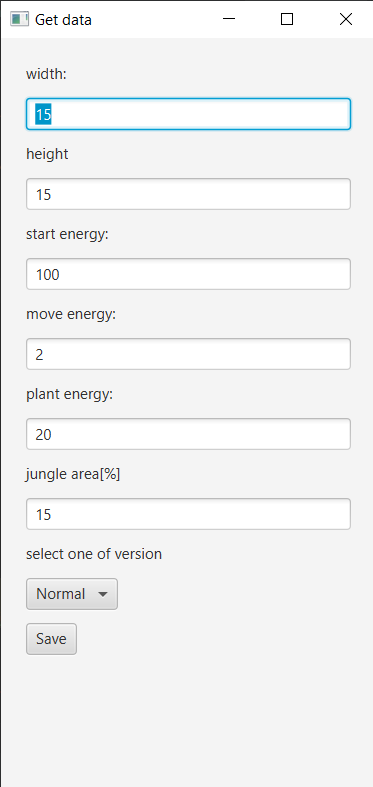 Get data
width:
15
height
15
start energy:
100
move energy:
2
plant energy:
20
jungle area[%]
15
select one of version
Normal
Save